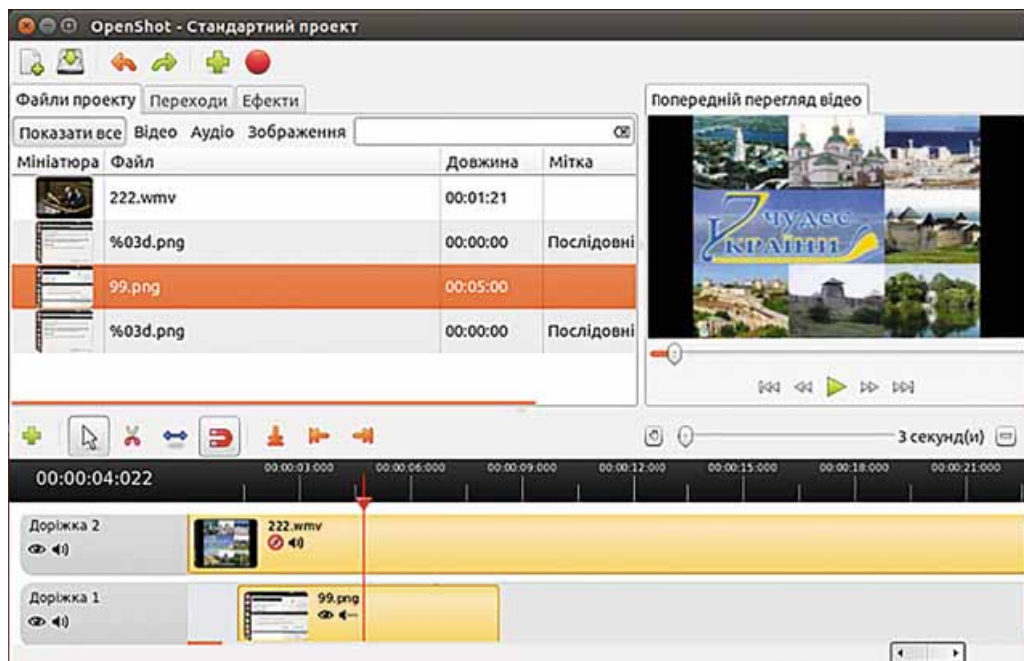 OpenShot - Стандартний проект
Файли проекту Переходи Ефекти
Показати все Відео Аудіо Зображення
Мініатюра Файл Довжина Мітка
222.wmv 00:01:21
%03d.png 00:00:00 Послідовні
99.png 00:05:00
%03d.png 00:00:00 Послідовні
Попередній перегляд відео
7 чудес
України
3 секунд(и)
00:00:04:022
00:00:03:000 00:00:06:000 00:00:09:000 00:00:12:000 00:00:15:000 00:00:18:000 00:00:21:000
Доріжка 2
222.wmv
Доріжка 1
99.png